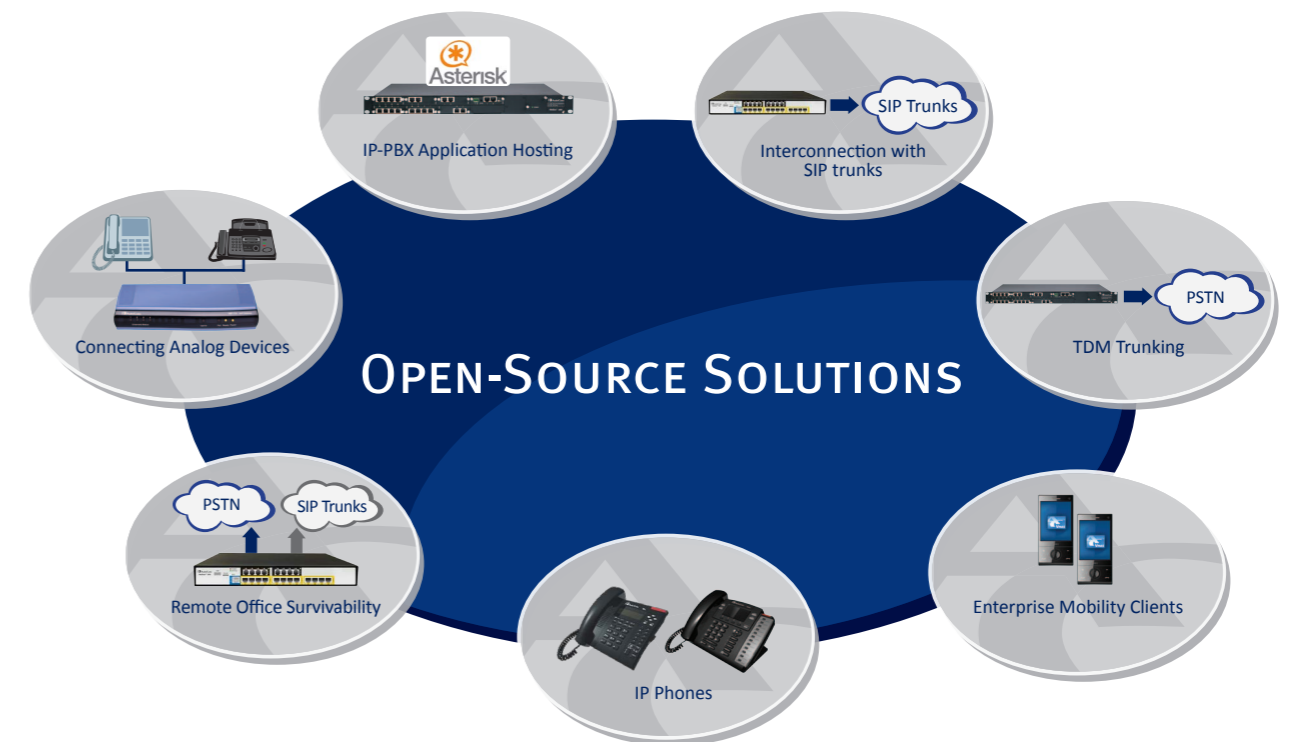 Asterisk
IP-PBX Application Hosting
SIP Trunks
Interconnection with
SIP trunks
Connecting Analog Devices
PSTN
TDM Trunking
OPEN-SOURCE SOLUTIONS
PSTN
SIP Trunks
Remote Office Survivability
Enterprise Mobility Clients
IP Phones